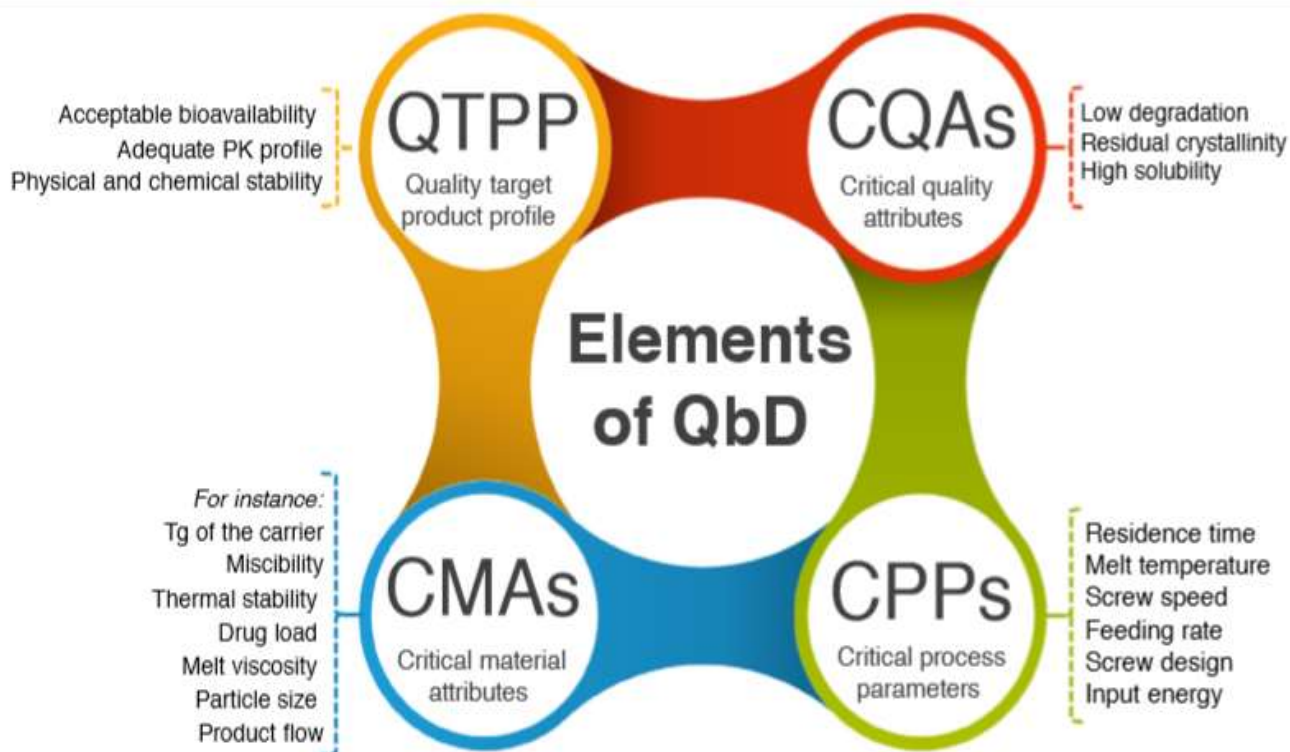 Acceptable bioavailability
Adequate PK profile
Physical and chemical stability
QTPP
Quality target
product profile
CQAs
Critical quality
attributes
Low degradation
Residual crystallinity
High solubility
Elements
of QbD
For instance:
Tg of the carrier
Miscibility
Thermal stability
Drug load
Melt viscosity
Particle size
Product flow
CMAs
Critical material
attributes
CPPs
Critical process
parameters
Residence time
Melt temperature
Screw speed
Feeding rate
Screw design
Input energy